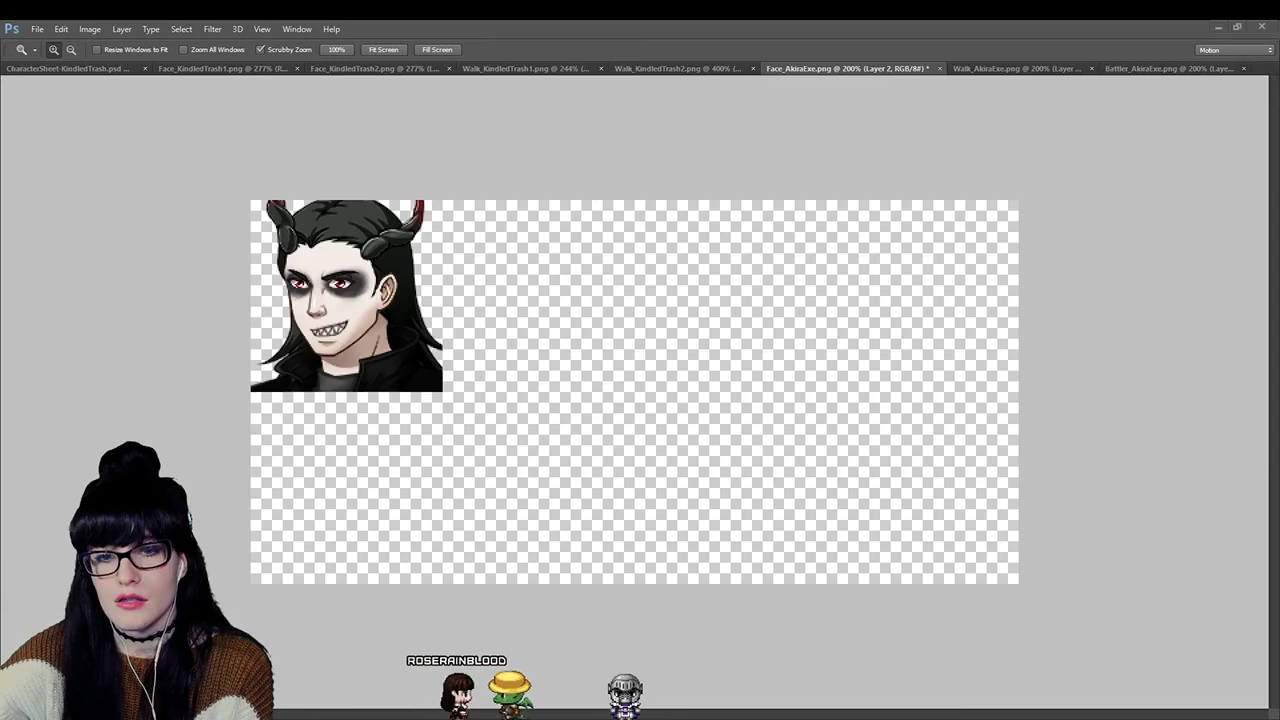 Ps File Edit Image Layer Type Select Filter 3D View Window Help
Resize Windows to Fit Zoom All Windows Scrubby Zoom 100% Fit Screen Fill Screen Motion
CharacterSheet-KindledTrash.psd ... × Face_KindledTrash1.png @ 277% (R... × Face_KindledTrash2.png @ 277% (L... × Walk_KindledTrash1.png @ 244% (... × Walk_KindledTrash2.png @ 400% (... × Face_AkiraExe.png @ 200% (Layer 2, RGB/8#) * × Walk_AkiraExe.png @ 200% (Layer ... × Battler_AkiraExe.png @ 200% (Laye... ×
ROSERAINBLOOD